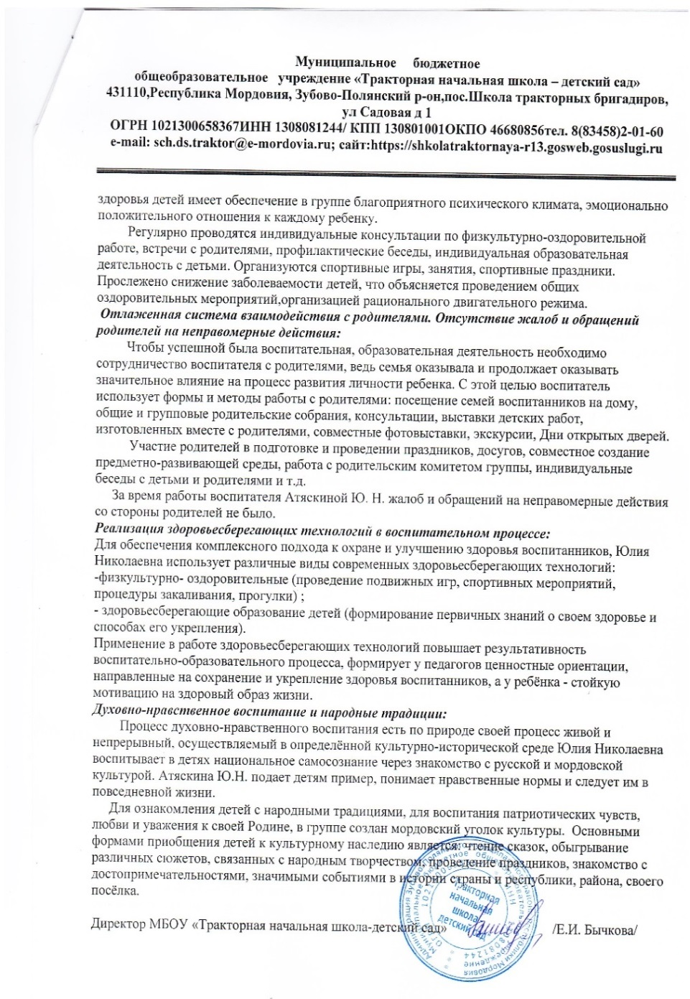 Муниципальное бюджетное
общеобразовательное учреждение «Тракторная начальная школа – детский сад»
431110,Республика Мордовия, Зубово-Полянский р-он,пос.Школа тракторных бригадиров,
ул Садовая д 1
ОГРН 1021300658367ИНН 1308081244/ КПП 130801001ОКПО 46680856тел. 8(83458)2-01-60
e-mail: sch.ds.traktor@e-mordovia.ru; сайт:https://shkolatraktornaya-r13.gosweb.gosuslugi.ru
здоровья детей имеет обеспечение в группе благоприятного психического климата, эмоционально
положительного отношения к каждому ребенку.
Регулярно проводятся индивидуальные консультации по физкультурно-оздоровительной
работе, встречи с родителями, профилактические беседы, индивидуальная образовательная
деятельность с детьми. Организуются спортивные игры, занятия, спортивные праздники.
Прослежено снижение заболеваемости детей, что объясняется проведением общих
оздоровительных мероприятий,организацией рационального двигательного режима.
Отлаженная система взаимодействия с родителями. Отсутствие жалоб и обращений
родителей на неправомерные действия:
Чтобы успешной была воспитательная, образовательная деятельность необходимо
сотрудничество воспитателя с родителями, ведь семья оказывала и продолжает оказывать
значительное влияние на процесс развития личности ребенка. С этой целью воспитатель
использует формы и методы работы с родителями: посещение семей воспитанников на дому,
общие и групповые родительские собрания, консультации, выставки детских работ,
изготовленных вместе с родителями, совместные фотовыставки, экскурсии, Дни открытых дверей.
Участие родителей в подготовке и проведении праздников, досугов, совместное создание
предметно-развивающей среды, работа с родительским комитетом группы, индивидуальные
беседы с детьми и родителями и т.д.
За время работы воспитателя Атяскиной Ю. Н. жалоб и обращений на неправомерные действия
со стороны родителей не было.
Реализация здоровьесберегающих технологий в воспитательном процессе:
Для обеспечения комплексного подхода к охране и улучшению здоровья воспитанников, Юлия
Николаевна использует различные виды современных здоровьесберегающих технологий:
-физкультурно- оздоровительные (проведение подвижных игр, спортивных мероприятий,
процедуры закаливания, прогулки) ;
- здоровьесберегающие образование детей (формирование первичных знаний о своем здоровье и
способах его укрепления).
Применение в работе здоровьесберегающих технологий повышает результативность
воспитательно-образовательного процесса, формирует у педагогов ценностные ориентации,
направленные на сохранение и укрепление здоровья воспитанников, а у ребёнка - стойкую
мотивацию на здоровый образ жизни.
Духовно-нравственное воспитание и народные традиции:
Процесс духовно-нравственного воспитания есть по природе своей процесс живой и
непрерывный, осуществляемый в определённой культурно-исторической среде Юлия Николаевна
воспитывает в детях национальное самосознание через знакомство с русской и мордовской
культурой. Атяскина Ю.Н. подает детям пример, понимает нравственные нормы и следует им в
повседневной жизни.
Для ознакомления детей с народными традициями, для воспитания патриотических чувств,
любви и уважения к своей Родине, в группе создан мордовский уголок культуры. Основными
формами приобщения детей к культурному наследию является: чтение сказок, обыгрывание
различных сюжетов, связанных с народным творчеством, проведение праздников, знакомство с
достопримечательностями, значимыми событиями в истории страны и республики, района, своего
посёлка.
Директор МБОУ «Тракторная начальная школа-детский сад» /Е.И. Бычкова/
Тракторная
начальная
школа
детский сад